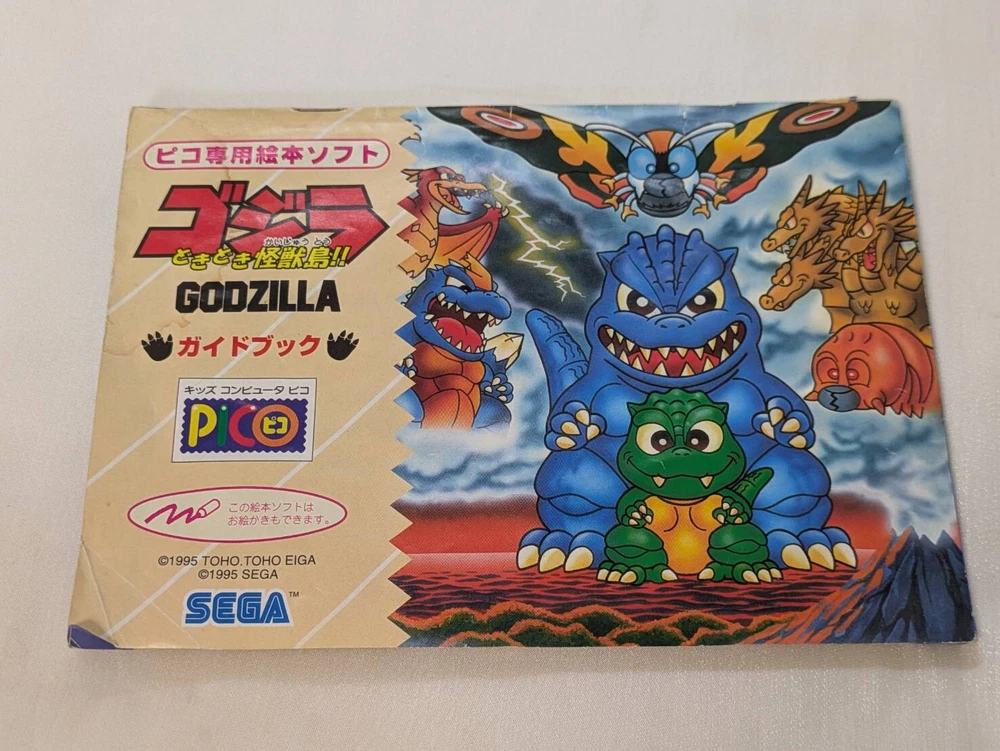 ピコ専用絵本ソフト
ゴジラ
かいじゅう とう
どきどき怪獣島!!
GODZILLA
ガイドブック
キッズ コンピュータ ピコ
PICO ピコ
この絵本ソフトは
お絵かきもできます。
©1995 TOHO.TOHO EIGA
©1995 SEGA
SEGA™